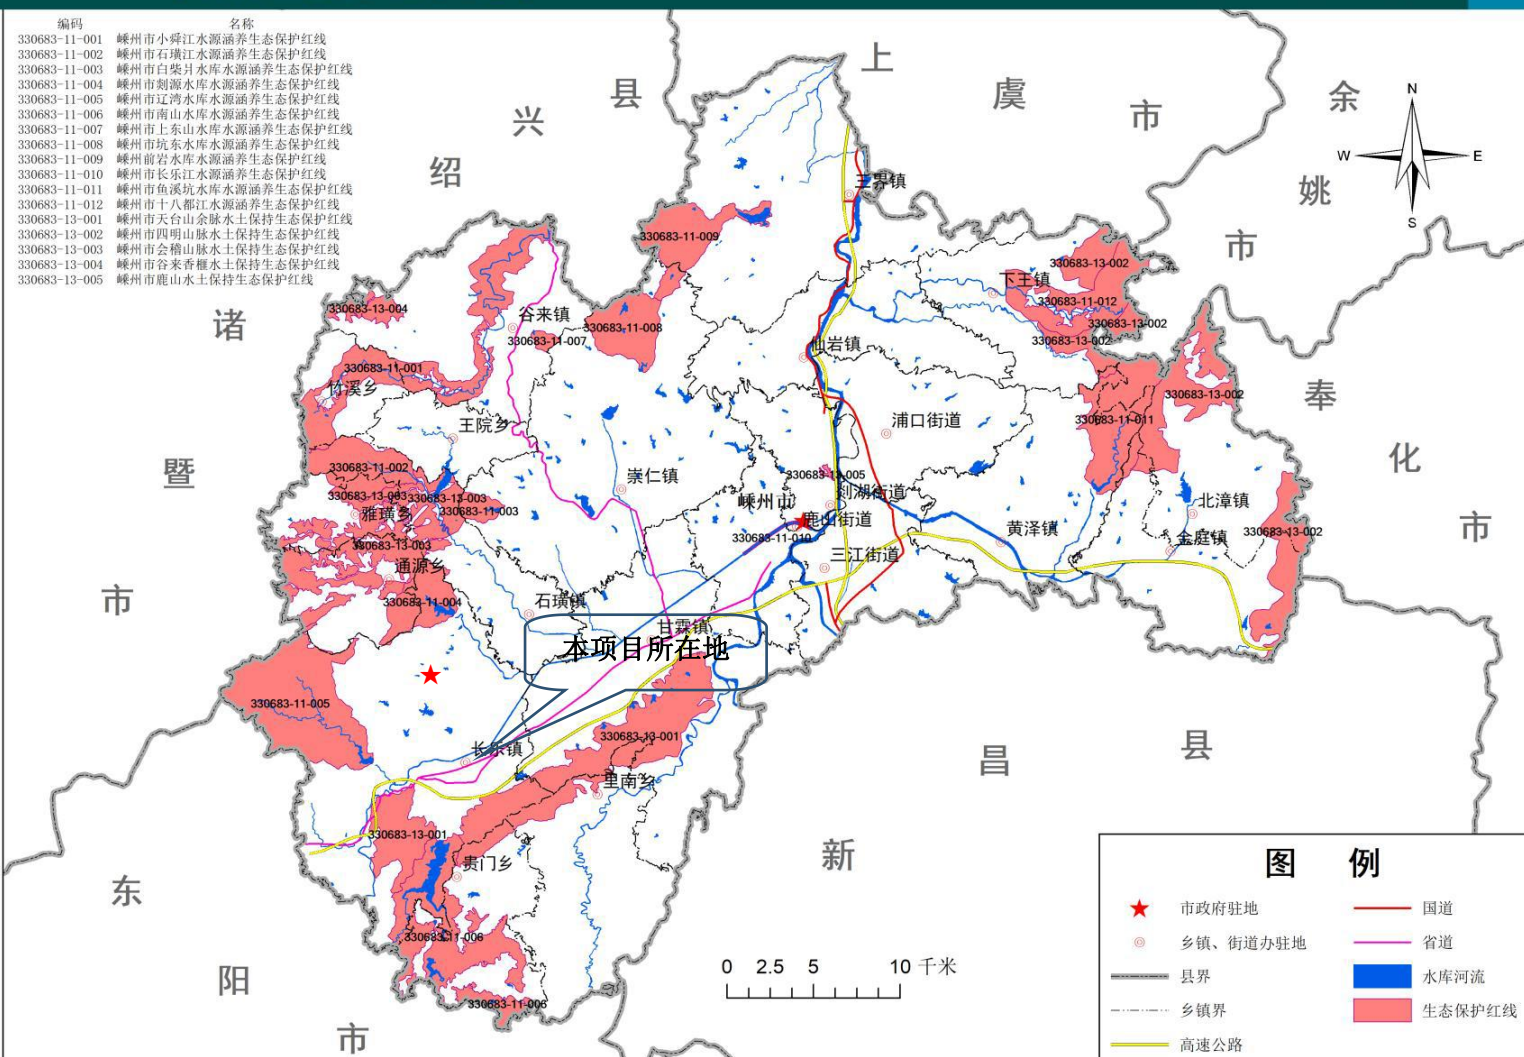 编码 名称
330683-11-001 嵊州市小舜江水源涵养生态保护红线
330683-11-002 嵊州市石璜江水源涵养生态保护红线
330683-11-003 嵊州市白柴爿水库水源涵养生态保护红线
330683-11-004 嵊州市剡源水库水源涵养生态保护红线
330683-11-005 嵊州市辽湾水库水源涵养生态保护红线
330683-11-006 嵊州市南山水库水源涵养生态保护红线
330683-11-007 嵊州市上东山水库水源涵养生态保护红线
330683-11-008 嵊州市坑东水库水源涵养生态保护红线
330683-11-009 嵊州前岩水库水源涵养生态保护红线
330683-11-010 嵊州市长乐江水源涵养生态保护红线
330683-11-011 嵊州市鱼溪坑水库水源涵养生态保护红线
330683-11-012 嵊州市十八都江水源涵养生态保护红线
330683-13-001 嵊州市天台山余脉水土保持生态保护红线
330683-13-002 嵊州市四明山脉水土保持生态保护红线
330683-13-003 嵊州市会稽山脉水土保持生态保护红线
330683-13-004 嵊州市谷来香榧水土保持生态保护红线
330683-13-005 嵊州市鹿山水土保持生态保护红线
绍
兴
县
上
虞
市
余
姚
市
奉
化
市
诸
暨
市
东
阳
市
新
昌
县
N
W
E
S
三界镇
330683-11-009
330683-13-002
下王镇
330683-11-012
330683-13-002
330683-13-002
330683-13-004
谷来镇
330683-11-007
330683-11-008
仙岩镇
330683-11-001
竹溪乡
330683-13-002
王院乡
浦口街道
330683-11-011
330683-11-002
崇仁镇
330683-13-005
330683-13-003
330683-13-003
剡湖街道
330683-11-003
雅璜乡
嵊州市
鹿山街道
北漳镇
黄泽镇
330683-13-002
金庭镇
330683-11-010
330683-13-003
三江街道
通源乡
330683-11-004
石璜镇
甘霖镇
本项目所在地
330683-11-005
330683-13-001
长乐镇
里南乡
330683-13-001
贵门乡
330683-11-006
330683-11-006
0 2.5 5 10 千米
图 例
市政府驻地
国道
乡镇、街道办驻地
省道
县界
水库河流
乡镇界
生态保护红线
高速公路